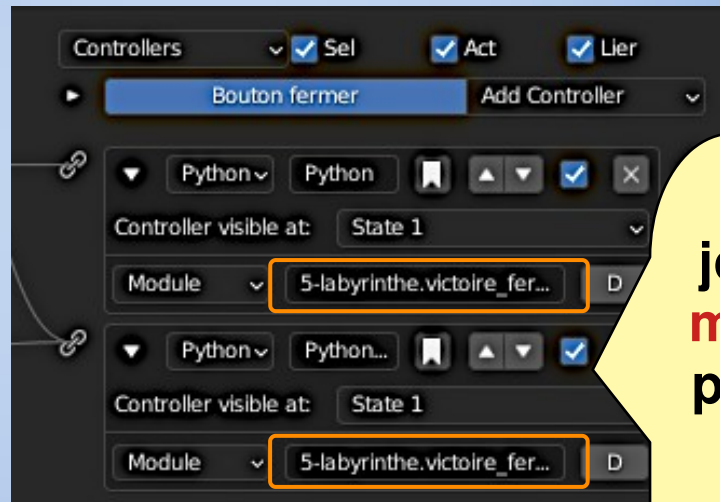 Controllers Sel Act Lier
Bouton fermer Add Controller
Python Python
Controller visible at: State 1
Module 5-labyrinthe.victoire_fer... D
Python Python...
Controller visible at: State 1
Module 5-labyrinthe.victoire_fer... D